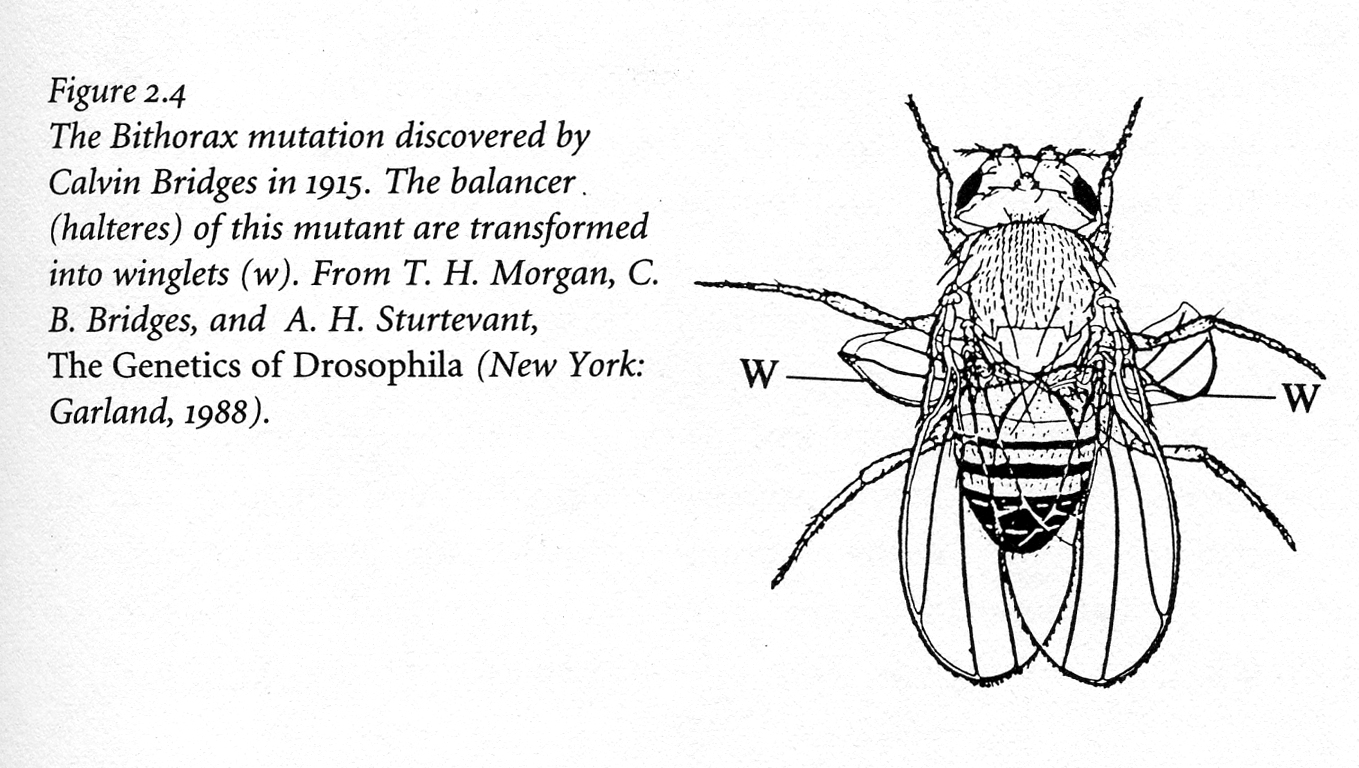 Figure 2.4
The Bithorax mutation discovered by
Calvin Bridges in 1915. The balancer
(halteres) of this mutant are transformed
into winglets (w). From T. H. Morgan, C.
B. Bridges, and A. H. Sturtevant,
The Genetics of Drosophila (New York:
Garland, 1988).
W
W